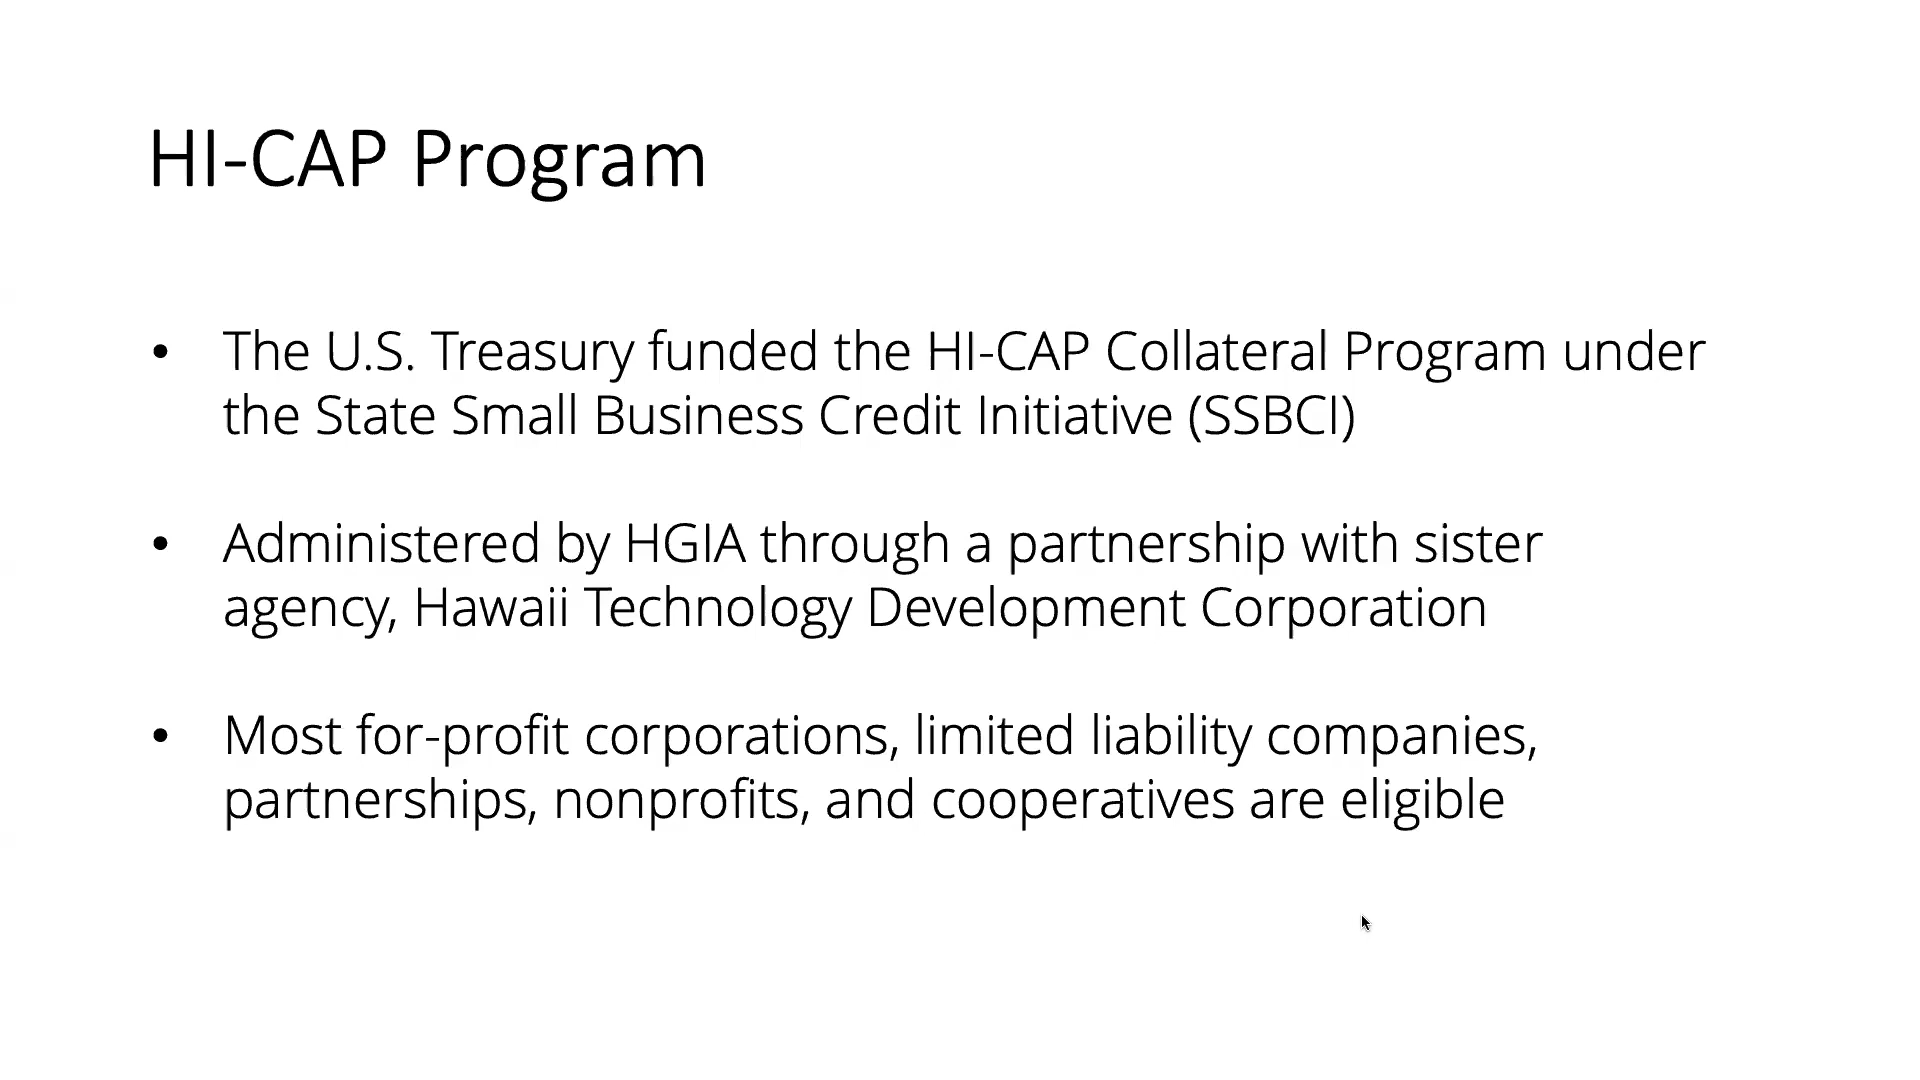 HI-CAP Program
• The U.S. Treasury funded the HI-CAP Collateral Program under
the State Small Business Credit Initiative (SSBCI)
• Administered by HGIA through a partnership with sister
agency, Hawaii Technology Development Corporation
• Most for-profit corporations, limited liability companies,
partnerships, nonprofits, and cooperatives are eligible